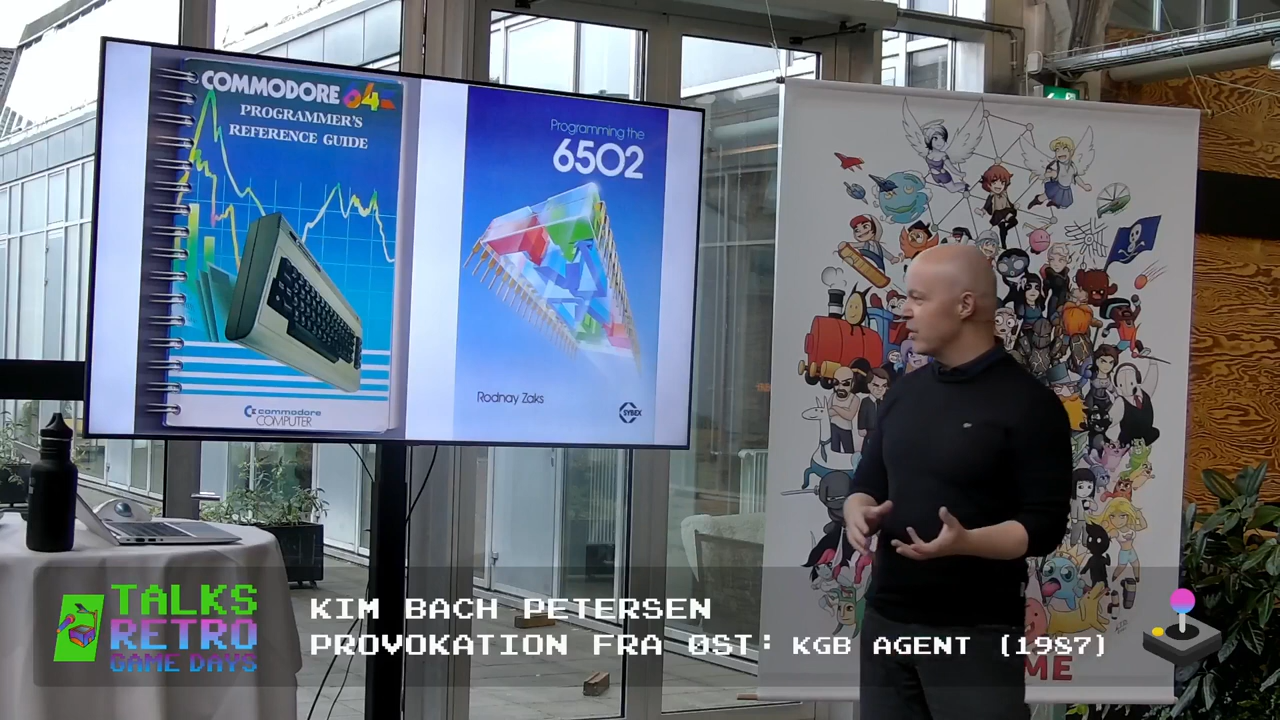 COMMODORE 64
PROGRAMMER'S
REFERENCE GUIDE
commodore
COMPUTER
Programming the
6502
Rodnay Zaks
SYBEX
TALKS
RETRO
GAME DAYS
KIM BACH PETERSEN
PROVOKATION FRA ØST: KGB AGENT (1987)
ME